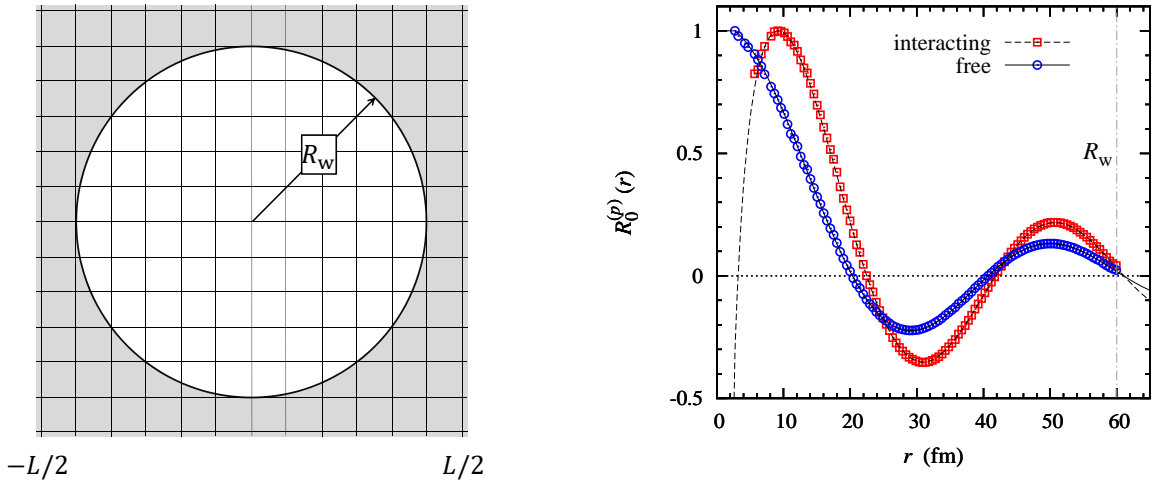 R_w
−L/2
L/2
interacting
free
R_w
R_0^(p) (r)
1
0.5
0
-0.5
0
10
20
30
40
50
60
r (fm)